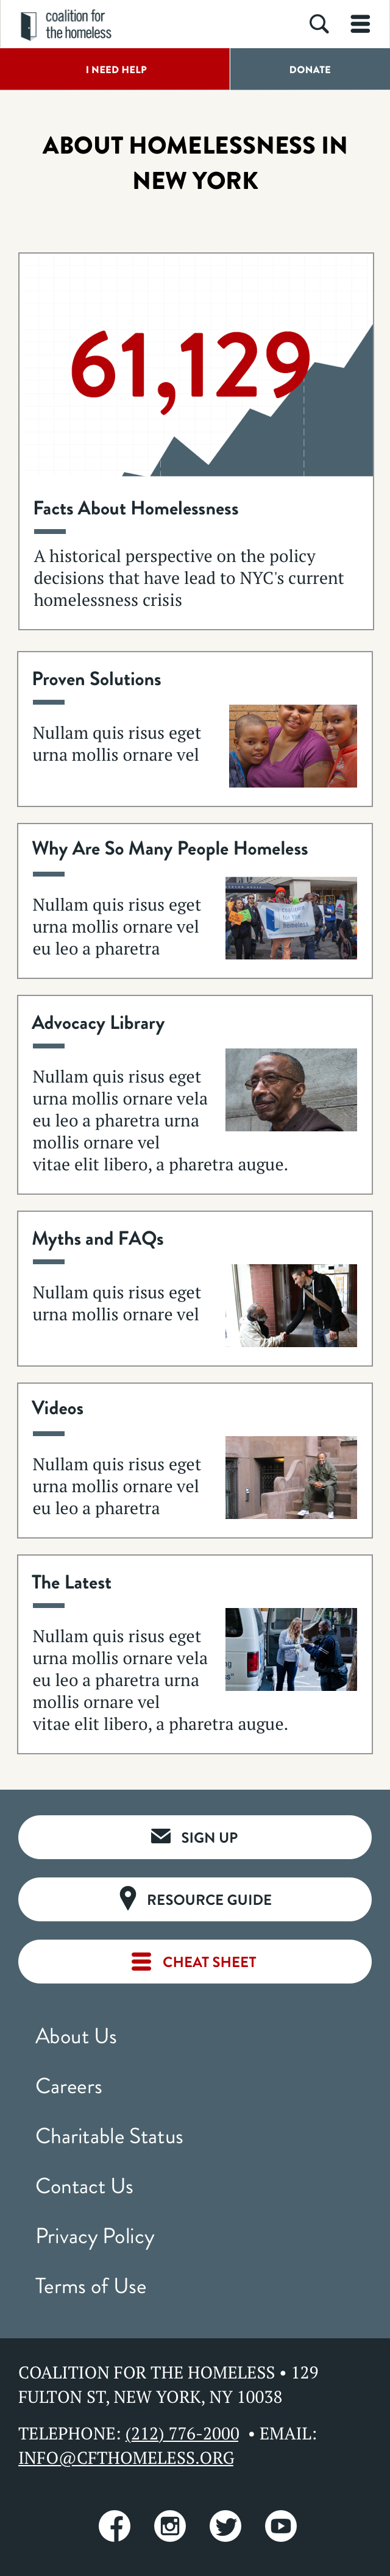 coalition for
the homeless
I NEED HELP
DONATE
ABOUT HOMELESSNESS IN
NEW YORK
61,129
Facts About Homelessness
A historical perspective on the policy
decisions that have lead to NYC's current
homelessness crisis
Proven Solutions
Nullam quis risus eget
urna mollis ornare vel
Why Are So Many People Homeless
Nullam quis risus eget
urna mollis ornare vel
eu leo a pharetra
coalition
for the
homeless
Advocacy Library
Nullam quis risus eget
urna mollis ornare vela
eu leo a pharetra urna
mollis ornare vel
vitae elit libero, a pharetra augue.
Myths and FAQs
Nullam quis risus eget
urna mollis ornare vel
Videos
Nullam quis risus eget
urna mollis ornare vel
eu leo a pharetra
The Latest
Nullam quis risus eget
urna mollis ornare vela
eu leo a pharetra urna
mollis ornare vel
vitae elit libero, a pharetra augue.
SIGN UP
RESOURCE GUIDE
CHEAT SHEET
About Us
Careers
Charitable Status
Contact Us
Privacy Policy
Terms of Use
COALITION FOR THE HOMELESS • 129
FULTON ST, NEW YORK, NY 10038
TELEPHONE: (212) 776-2000 • EMAIL:
INFO@CFTHOMELESS.ORG